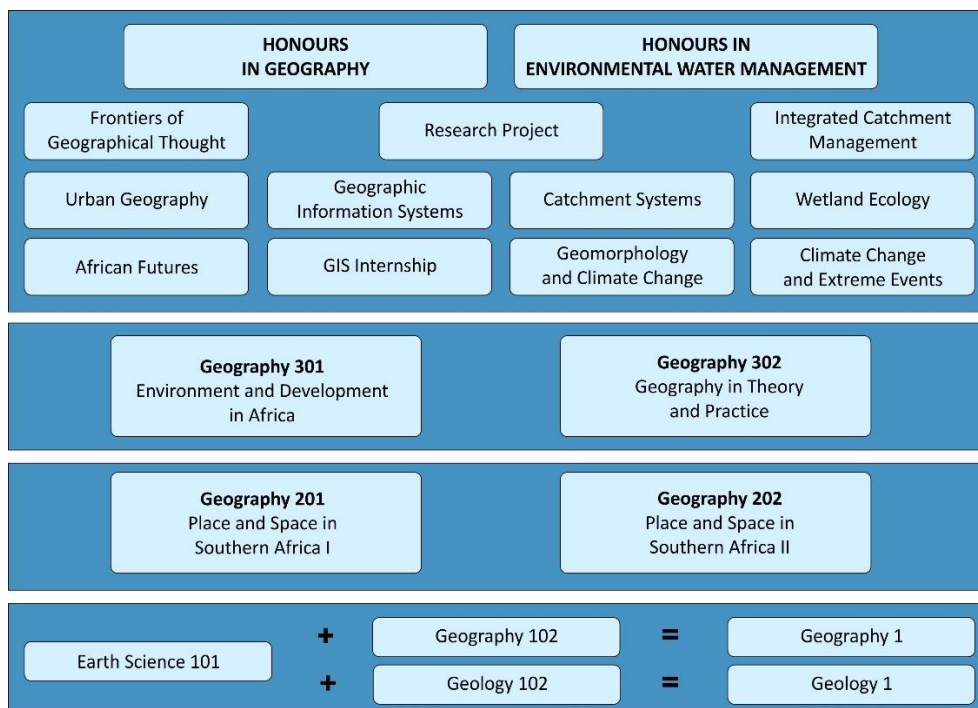 HONOURS
IN GEOGRAPHY
HONOURS IN
ENVIRONMENTAL WATER MANAGEMENT
Frontiers of
Geographical Thought
Research Project
Integrated Catchment
Management
Urban Geography
Geographic
Information Systems
Catchment Systems
Wetland Ecology
African Futures
GIS Internship
Geomorphology
and Climate Change
Climate Change
and Extreme Events
Geography 301
Environment and Development
in Africa
Geography 302
Geography in Theory
and Practice
Geography 201
Place and Space in
Southern Africa I
Geography 202
Place and Space in
Southern Africa II
Earth Science 101
+
Geography 102
=
Geography 1
+
Geology 102
=
Geology 1